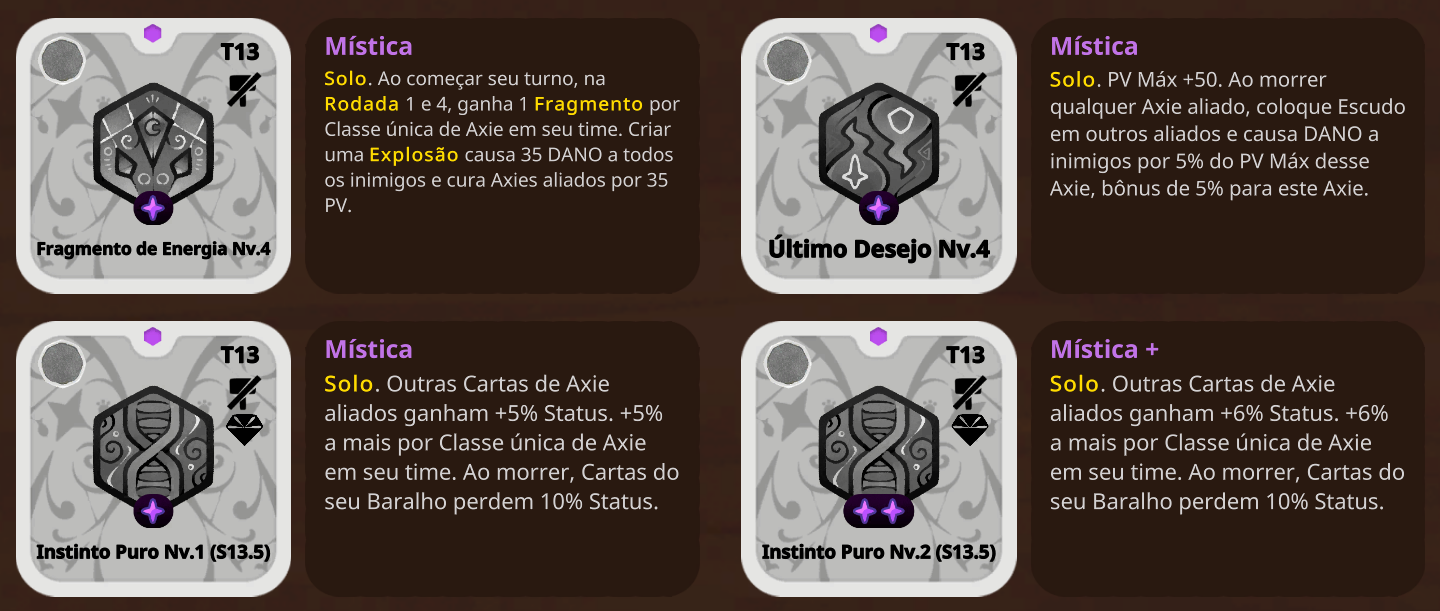 T13
Fragmento de Energia Nv.4
Mística
Solo. Ao começar seu turno, na
Rodada 1 e 4, ganha 1 Fragmento por
Classe única de Axie em seu time. Criar
uma Explosão causa 35 DANO a todos
os inimigos e cura Axies aliados por 35
PV.
T13
Último Desejo Nv.4
Mística
Solo. PV Máx +50. Ao morrer
qualquer Axie aliado, coloque Escudo
em outros aliados e causa DANO a
inimigos por 5% do PV Máx desse
Axie, bônus de 5% para este Axie.
T13
Instinto Puro Nv.1 (S13.5)
Mística
Solo. Outras Cartas de Axie
aliados ganham +5% Status. +5%
a mais por Classe única de Axie
em seu time. Ao morrer, Cartas do
seu Baralho perdem 10% Status.
T13
Instinto Puro Nv.2 (S13.5)
Mística +
Solo. Outras Cartas de Axie
aliados ganham +6% Status. +6%
a mais por Classe única de Axie
em seu time. Ao morrer, Cartas do
seu Baralho perdem 10% Status.